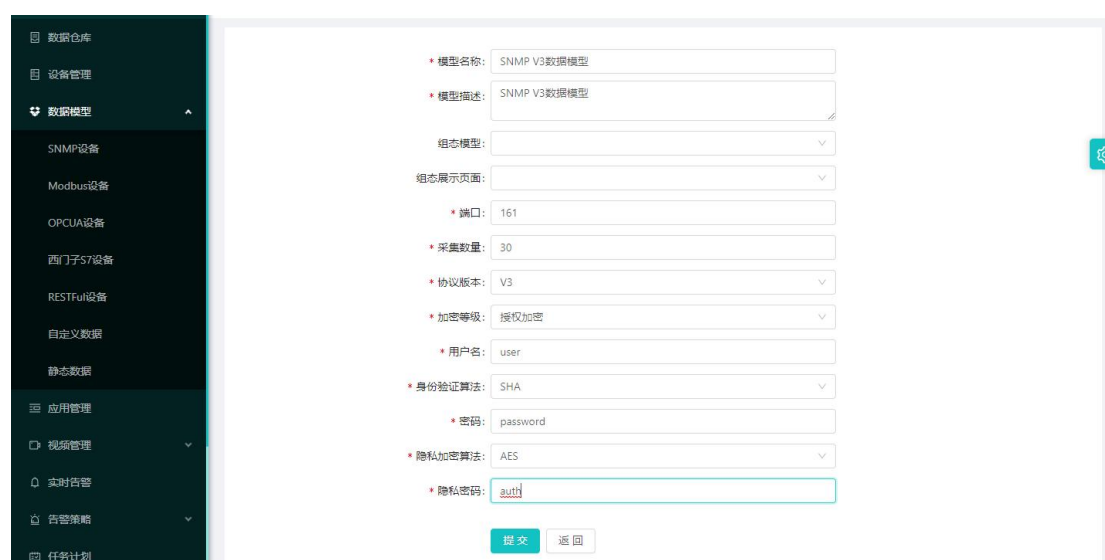 数据仓库
设备管理
数据模型
SNMP设备
Modbus设备
OPCUA设备
西门子S7设备
RESTFul设备
自定义数据
静态数据
应用管理
视频管理
实时告警
告警策略
任务计划
* 模型名称: SNMP V3数据模型
* 模型描述: SNMP V3数据模型
组态模型:
组态展示页面:
* 端口: 161
* 采集数量: 30
* 协议版本: V3
* 加密等级: 授权加密
* 用户名: user
* 身份验证算法: SHA
* 密码: password
* 隐私加密算法: AES
* 隐私密码: auth
提交 返回